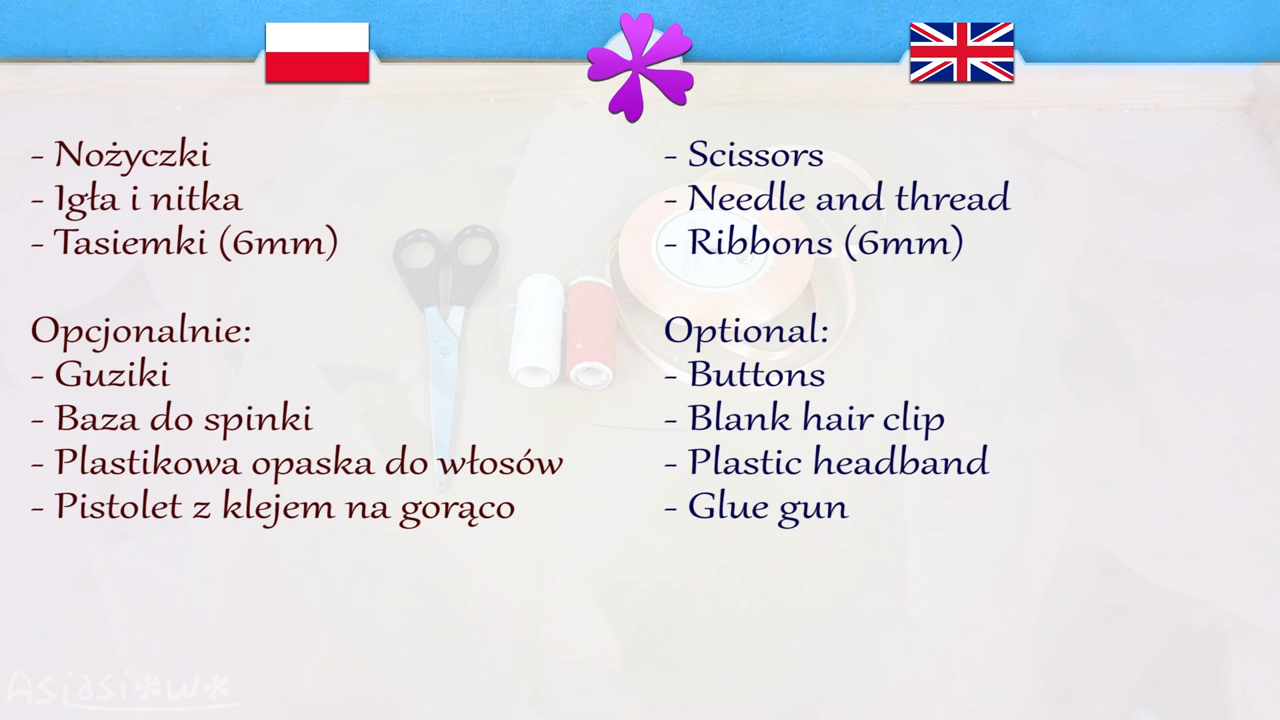 - Nożyczki
- Igła i nitka
- Tasiemki (6mm)
Opcjonalnie:
- Guziki
- Baza do spinki
- Plastikowa opaska do włosów
- Pistolet z klejem na gorąco
- Scissors
- Needle and thread
- Ribbons (6mm)
Optional:
- Buttons
- Blank hair clip
- Plastic headband
- Glue gun
Asiasi*w*